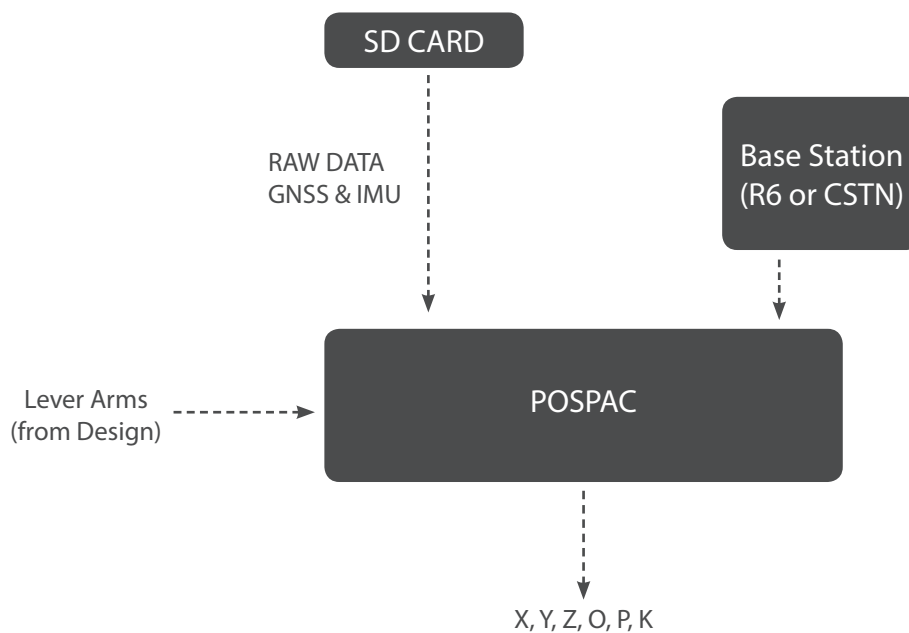 SD CARD
RAW DATA
GNSS & IMU
Base Station
(R6 or CSTN)
Lever Arms
(from Design)
POSPAC
X, Y, Z, O, P, K